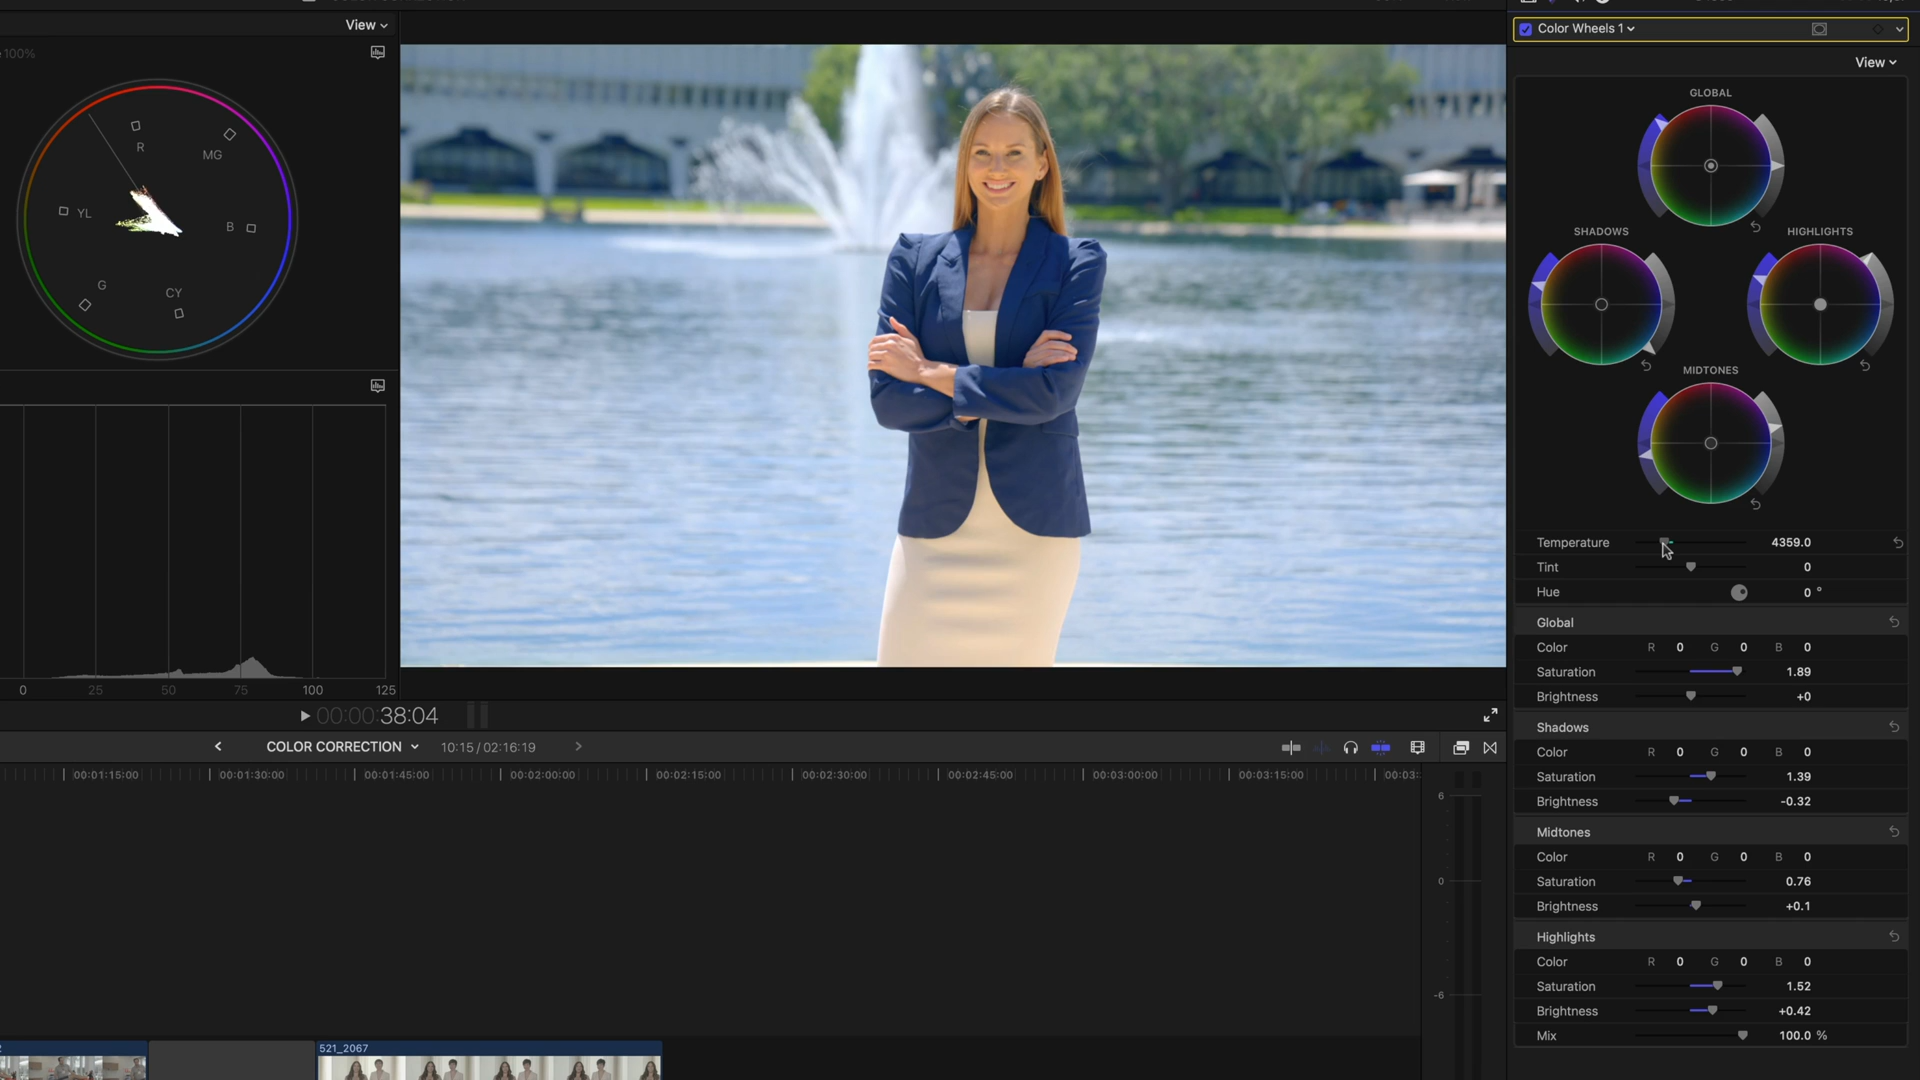 View
100%
R
MG
YL
B
G
CY
0 25 50 75 100 125
00:00:38:04
COLOR CORRECTION 10:15 / 02:16:19
00:01:15:00 00:01:30:00 00:01:45:00 00:02:00:00 00:02:15:00 00:02:30:00 00:02:45:00 00:03:00:00 00:03:15:00
6
0
-6
521_2067
Color Wheels 1
View
GLOBAL
SHADOWS HIGHLIGHTS
MIDTONES
Temperature 4359.0
Tint 0
Hue 0 °
Global
Color R 0 G 0 B 0
Saturation 1.89
Brightness +0
Shadows
Color R 0 G 0 B 0
Saturation 1.39
Brightness -0.32
Midtones
Color R 0 G 0 B 0
Saturation 0.76
Brightness +0.1
Highlights
Color R 0 G 0 B 0
Saturation 1.52
Brightness +0.42
Mix 100.0 %